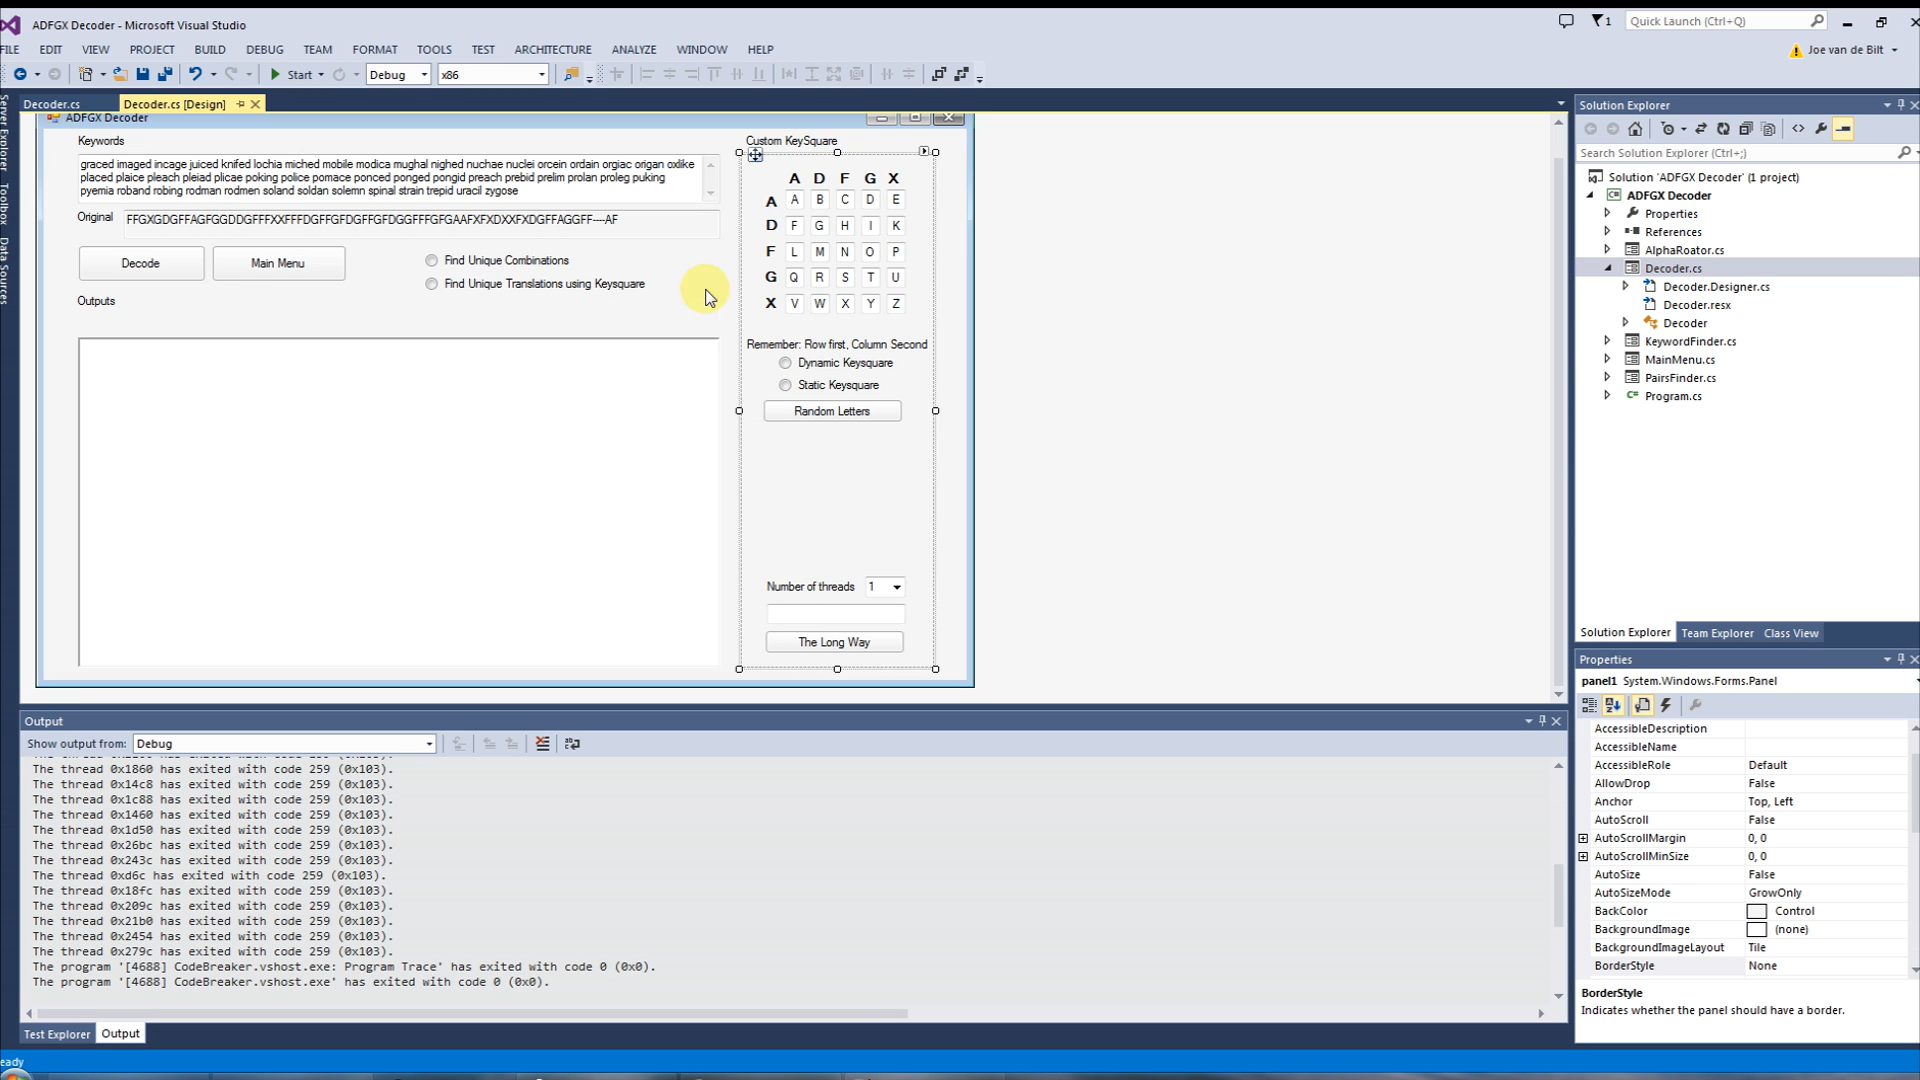 ADFGX Decoder - Microsoft Visual Studio
1
Quick Launch (Ctrl+Q)
FILE EDIT VIEW PROJECT BUILD DEBUG TEAM FORMAT TOOLS TEST ARCHITECTURE ANALYZE WINDOW HELP
Joe van de Bilt
Start
Debug
x86
Server Explorer
Toolbox
Data Sources
Decoder.cs
Decoder.cs [Design]
ADFGX Decoder
Keywords
graced imaged incage juiced knifed lochia miched mobile modica mughal nighed nuchae nuclei orcein ordain orgiac origan oxlike
placed plaice pleach pleiad plicae poking police pomace ponced ponged pongid preach prebid prelim prolan proleg puking
pyemia roband robing rodman rodmen soland soldan solemn spinal strain trepid uracil zygose
Original
Decode
Main Menu
Find Unique Combinations
Find Unique Translations using Keysquare
Outputs
Custom KeySquare
A D F G X
A A B C D E
D F G H I K
F L M N O P
G Q R S T U
X V W X Y Z
Remember: Row first, Column Second
Dynamic Keysquare
Static Keysquare
Random Letters
Number of threads 1
The Long Way
Output
Show output from: Debug
The thread 0x1860 has exited with code 259 (0x103).
The thread 0x14c8 has exited with code 259 (0x103).
The thread 0x1c88 has exited with code 259 (0x103).
The thread 0x1460 has exited with code 259 (0x103).
The thread 0x1d50 has exited with code 259 (0x103).
The thread 0x26bc has exited with code 259 (0x103).
The thread 0x243c has exited with code 259 (0x103).
The thread 0xd6c has exited with code 259 (0x103).
The thread 0x18fc has exited with code 259 (0x103).
The thread 0x209c has exited with code 259 (0x103).
The thread 0x21b0 has exited with code 259 (0x103).
The thread 0x2454 has exited with code 259 (0x103).
The thread 0x279c has exited with code 259 (0x103).
The program '[4688] CodeBreaker.vshost.exe: Program Trace' has exited with code 0 (0x0).
The program '[4688] CodeBreaker.vshost.exe' has exited with code 0 (0x0).
Test Explorer
Output
eady
Solution Explorer
Search Solution Explorer (Ctrl+;)
Solution 'ADFGX Decoder' (1 project)
ADFGX Decoder
Properties
References
AlphaRoator.cs
Decoder.cs
Decoder.Designer.cs
Decoder.resx
Decoder
KeywordFinder.cs
MainMenu.cs
PairsFinder.cs
Program.cs
Solution Explorer
Team Explorer
Class View
Properties
panel1 System.Windows.Forms.Panel
AccessibleDescription
AccessibleName
AccessibleRole Default
AllowDrop False
Anchor Top, Left
AutoScroll False
AutoScrollMargin 0, 0
AutoScrollMinSize 0, 0
AutoSize False
AutoSizeMode GrowOnly
BackColor Control
BackgroundImage (none)
BackgroundImageLayout Tile
BorderStyle None
BorderStyle
Indicates whether the panel should have a border.